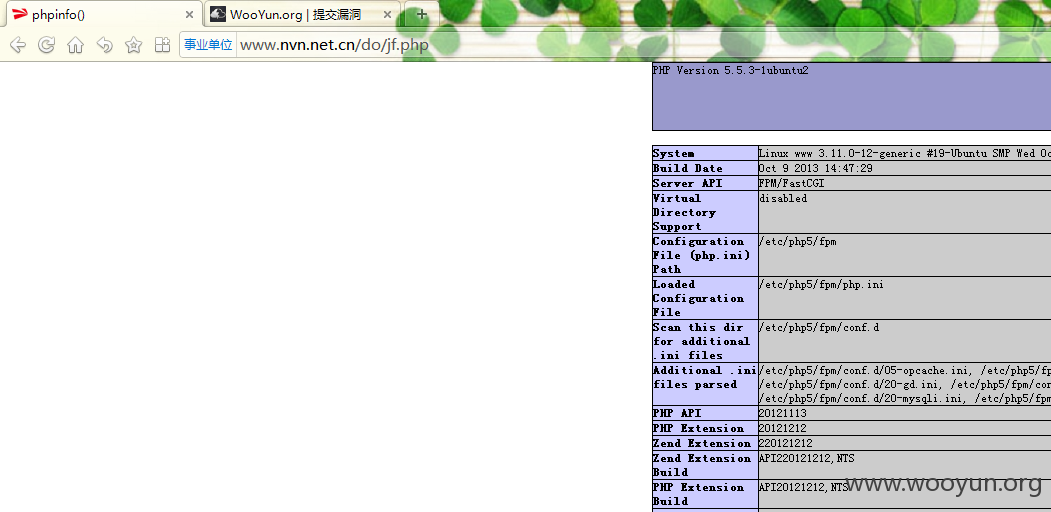 phpinfo()
WooYun.org | 提交漏洞
事业单位 www.nvn.net.cn/do/jf.php
PHP Version 5.5.3-1ubuntu2
System Linux www 3.11.0-12-generic #19-Ubuntu SMP Wed Oc
Build Date Oct 9 2013 14:47:29
Server API FPM/FastCGI
Virtual disabled
Directory
Support
Configuration /etc/php5/fpm
File (php.ini)
Path
Loaded /etc/php5/fpm/php.ini
Configuration
File
Scan this dir /etc/php5/fpm/conf.d
for additional
.ini files
Additional .ini /etc/php5/fpm/conf.d/05-opcache.ini, /etc/php5/fp
files parsed /etc/php5/fpm/conf.d/20-gd.ini, /etc/php5/fpm/con
/etc/php5/fpm/conf.d/20-mysqli.ini, /etc/php5/fpm
PHP API 20121113
PHP Extension 20121212
Zend Extension 220121212
Zend Extension API220121212,NTS
Build
PHP Extension API20121212,NTS
Build
www.wooyun.org